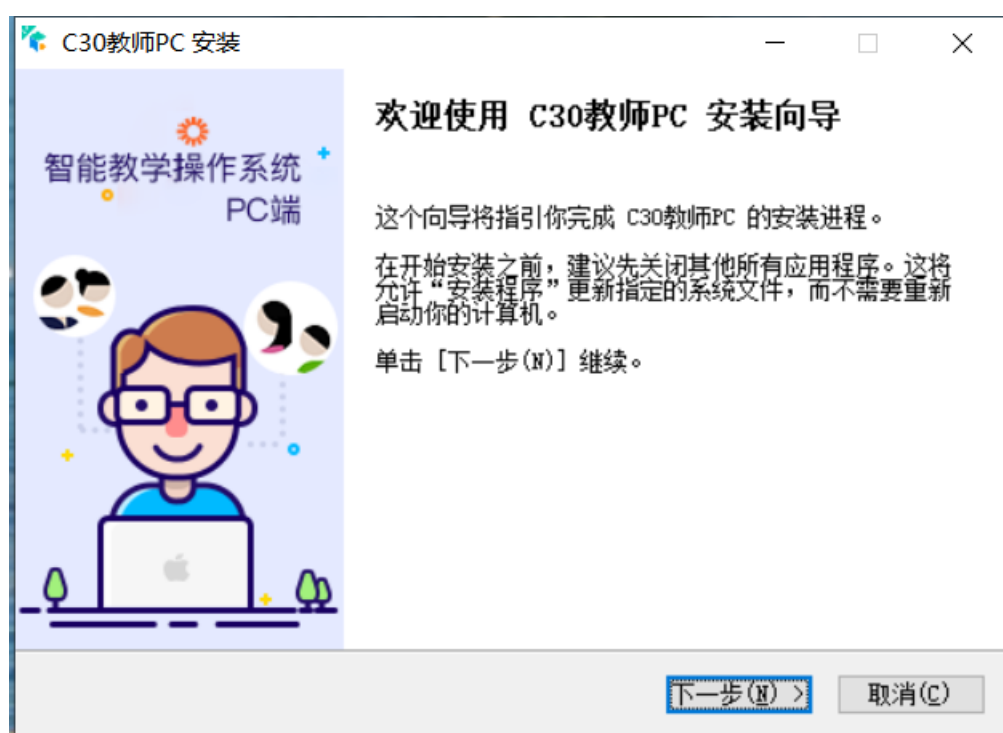 C30教师PC 安装
智能教学操作系统
PC端
欢迎使用 C30教师PC 安装向导
这个向导将指引你完成 C30教师PC 的安装进程。
在开始安装之前，建议先关闭其他所有应用程序。这将
允许“安装程序”更新指定的系统文件，而不需要重新
启动你的计算机。
单击 [下一步(N)] 继续。
下一步(N) >
取消(C)